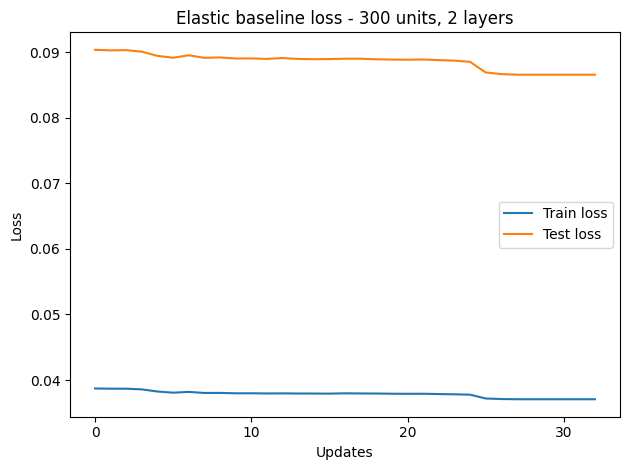 Elastic baseline loss - 300 units, 2 layers
0.09
0.08
0.07
0.06
0.05
0.04
Loss
Train loss
Test loss
0
10
20
30
Updates